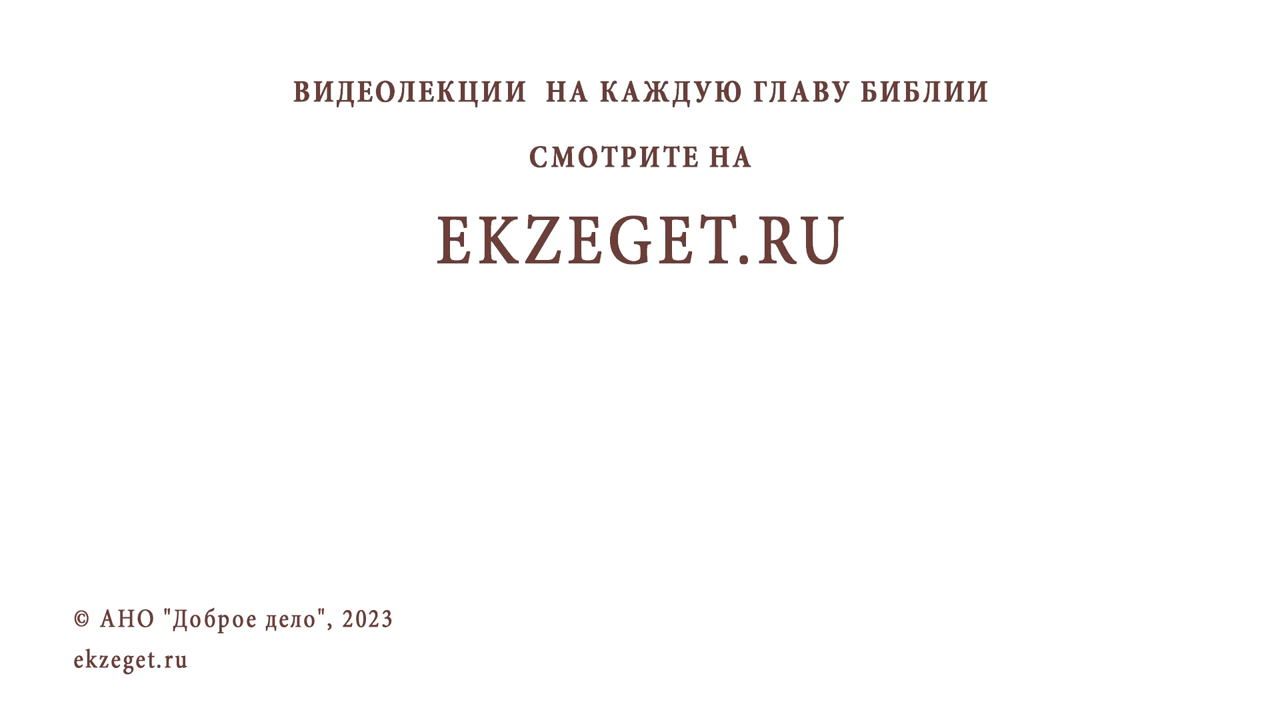 ВИДЕОЛЕКЦИИ  НА КАЖДУЮ ГЛАВУ БИБЛИИ
СМОТРИТЕ НА
EKZEGET.RU
© АНО "Доброе дело", 2023
ekzeget.ru